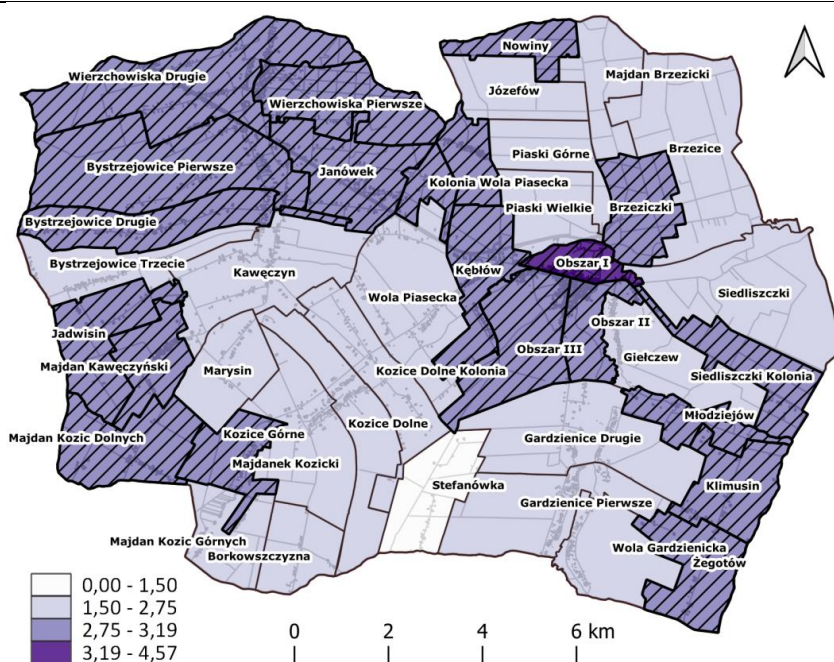 Nowiny
Wierzchowiska Drugie
Majdan Brzezicki
Józefów
Wierzchowiska Pierwsze
Brzezice
Piaski Górne
Bystrzejowice Pierwsze
Janówek
Kolonia Wola Piasecka
Piaski Wielkie
Brzeziczki
Bystrzejowice Drugie
Bystrzejowice Trzecie
Kawęczyn
Kębłów
Obszar I
Siedliszczki
Wola Piasecka
Obszar II
Jadwisin
Obszar III
Giełczew
Majdan Kawęczyński
Marysin
Kozice Dolne Kolonia
Siedliszczki Kolonia
Młodziejów
Kozice Dolne
Majdan Kozic Dolnych
Kozice Górne
Gardzienice Drugie
Majdanek Kozicki
Stefanówka
Klimusin
Gardzienice Pierwsze
Majdan Kozic Górnych
Borkowszczyzna
Wola Gardzienicka
Żegotów
0,00 - 1,50
1,50 - 2,75
2,75 - 3,19
3,19 - 4,57
0 2 4 6 km